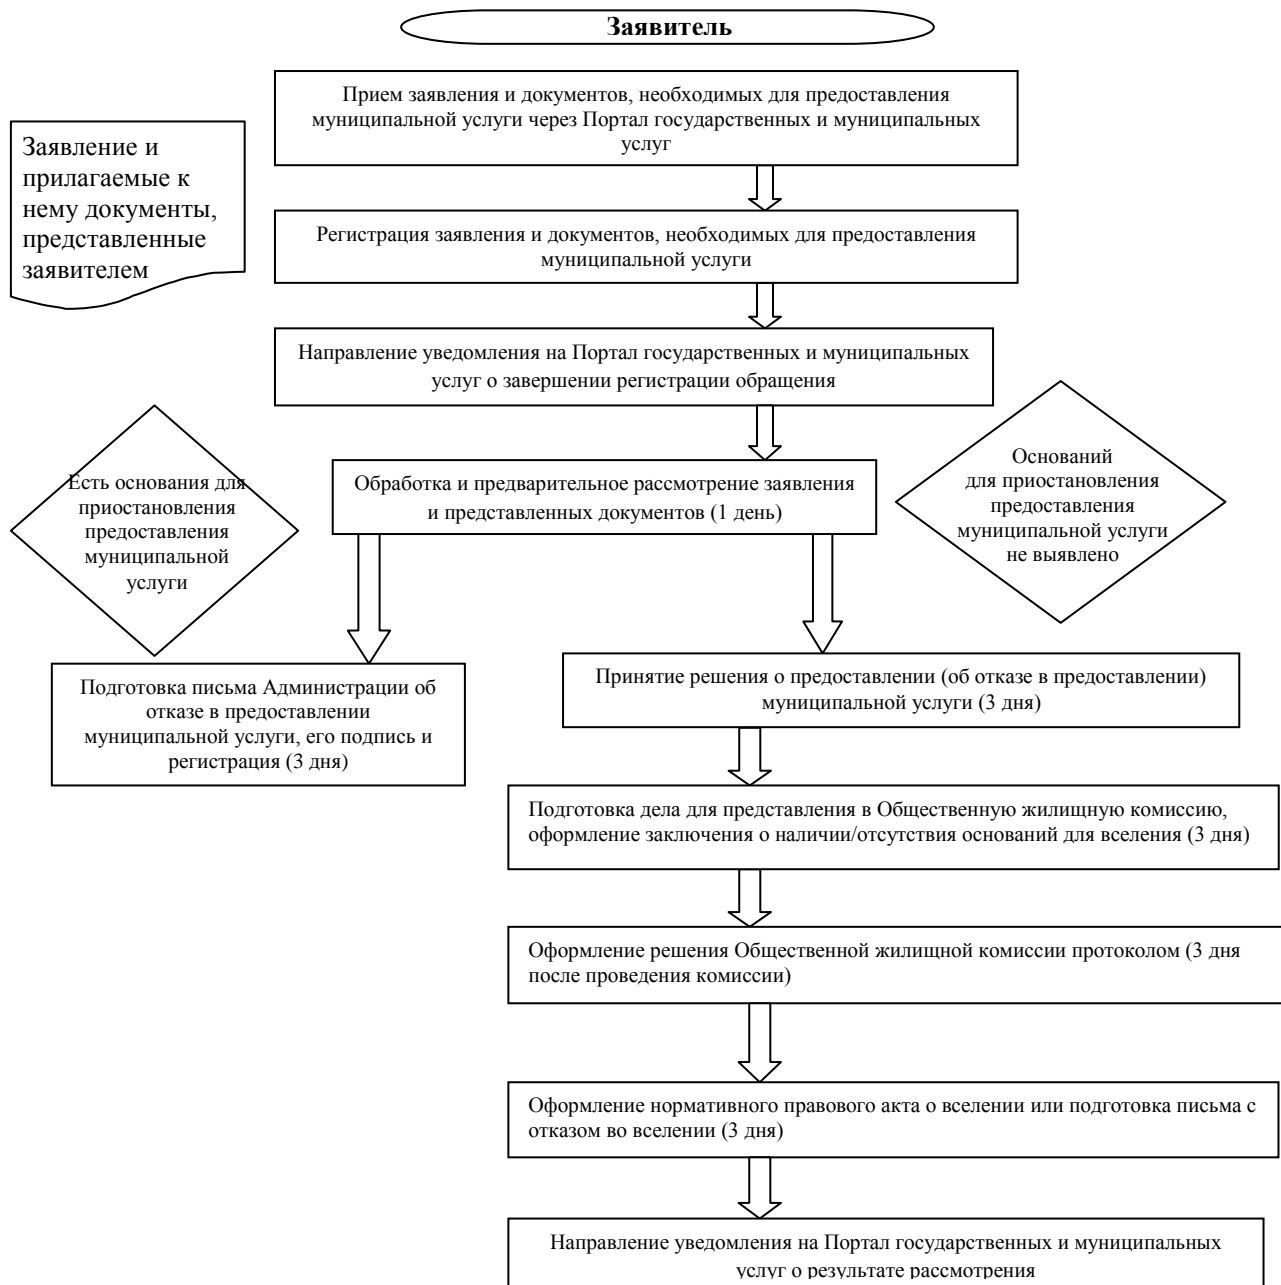 Заявитель
Прием заявления и документов, необходимых для предоставления
муниципальной услуги через Портал государственных и муниципальных
услуг
Заявление и
прилагаемые к
нему документы,
представленные
заявителем
Регистрация заявления и документов, необходимых для предоставления
муниципальной услуги
Направление уведомления на Портал государственных и муниципальных
услуг о завершении регистрации обращения
Есть основания для
приостановления
предоставления
муниципальной
услуги
Обработка и предварительное рассмотрение заявления
и представленных документов (1 день)
Оснований
для приостановления
предоставления
муниципальной услуги
не выявлено
Подготовка письма Администрации об
отказе в предоставлении
муниципальной услуги, его подпись и
регистрация (3 дня)
Принятие решения о предоставлении (об отказе в предоставлении)
муниципальной услуги (3 дня)
Подготовка дела для представления в Общественную жилищную комиссию,
оформление заключения о наличии/отсутствия оснований для вселения (3 дня)
Оформление решения Общественной жилищной комиссии протоколом (3 дня
после проведения комиссии)
Оформление нормативного правового акта о вселении или подготовка письма с
отказом во вселении (3 дня)
Направление уведомления на Портал государственных и муниципальных
услуг о результате рассмотрения